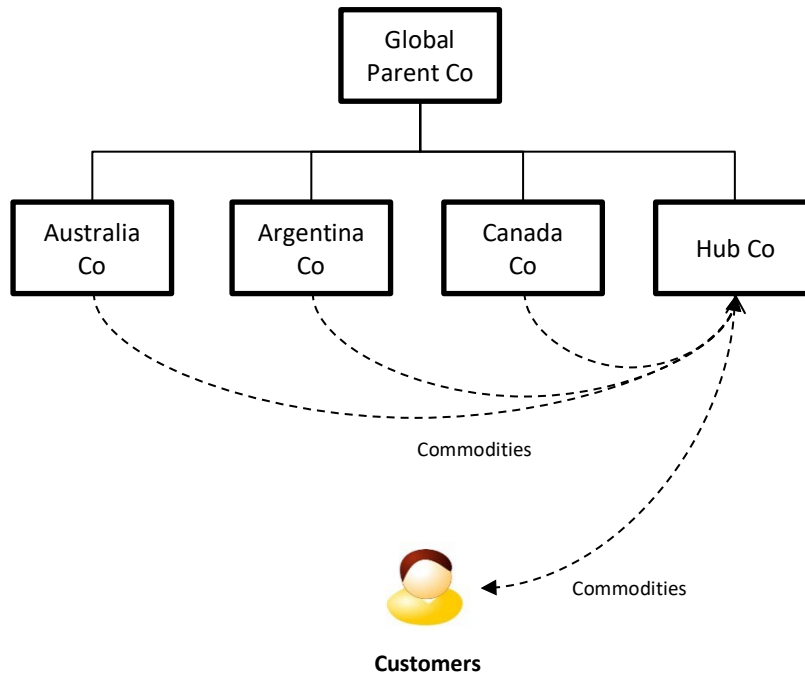 Global
Parent Co
Australia
Co
Argentina
Co
Canada
Co
Hub Co
Commodities
Commodities
Customers